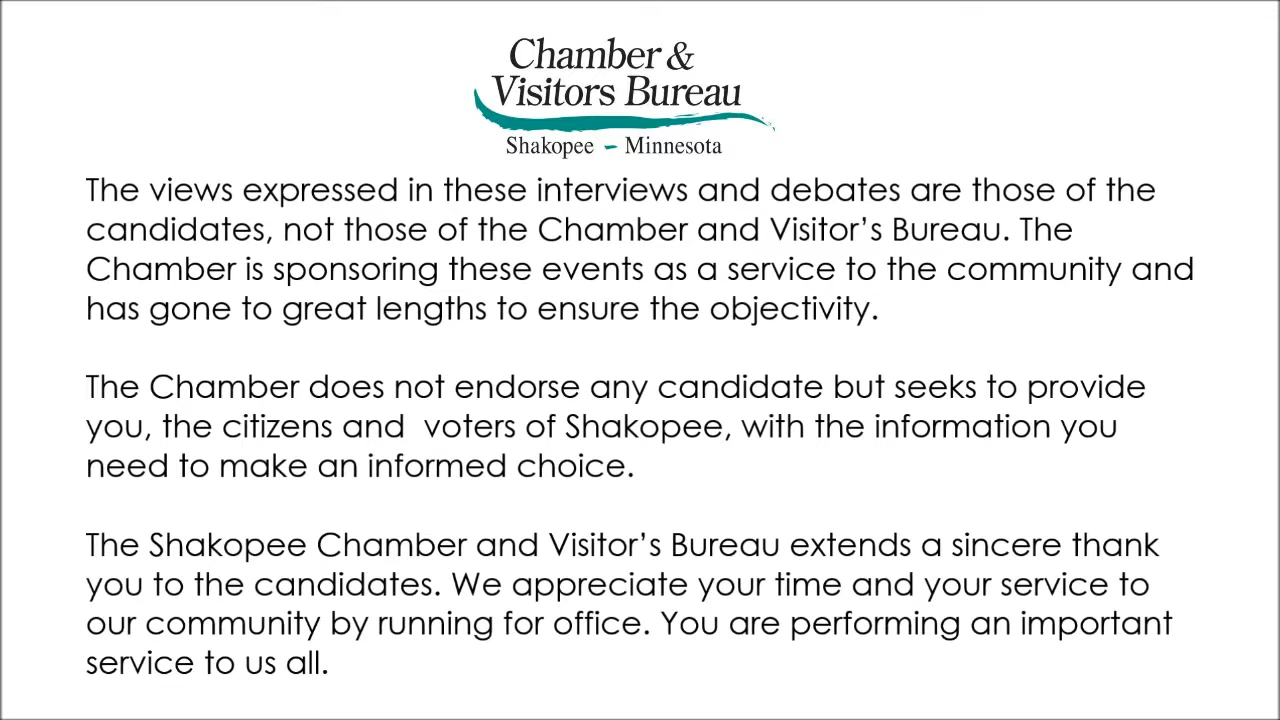 Chamber &
Visitors Bureau
Shakopee – Minnesota
The views expressed in these interviews and debates are those of the
candidates, not those of the Chamber and Visitor’s Bureau. The
Chamber is sponsoring these events as a service to the community and
has gone to great lengths to ensure the objectivity.
The Chamber does not endorse any candidate but seeks to provide
you, the citizens and  voters of Shakopee, with the information you
need to make an informed choice.
The Shakopee Chamber and Visitor’s Bureau extends a sincere thank
you to the candidates. We appreciate your time and your service to
our community by running for office. You are performing an important
service to us all.